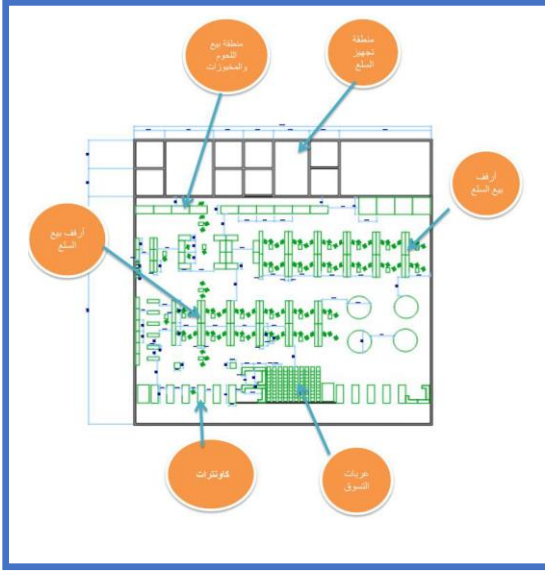 منطقة بيع
اللحوم
والمخبوزات
منطقة
تجهيز
السلع
أرفف
بيع السلع
أرفف بيع
السلع
كاونترات
عربات
التسوق